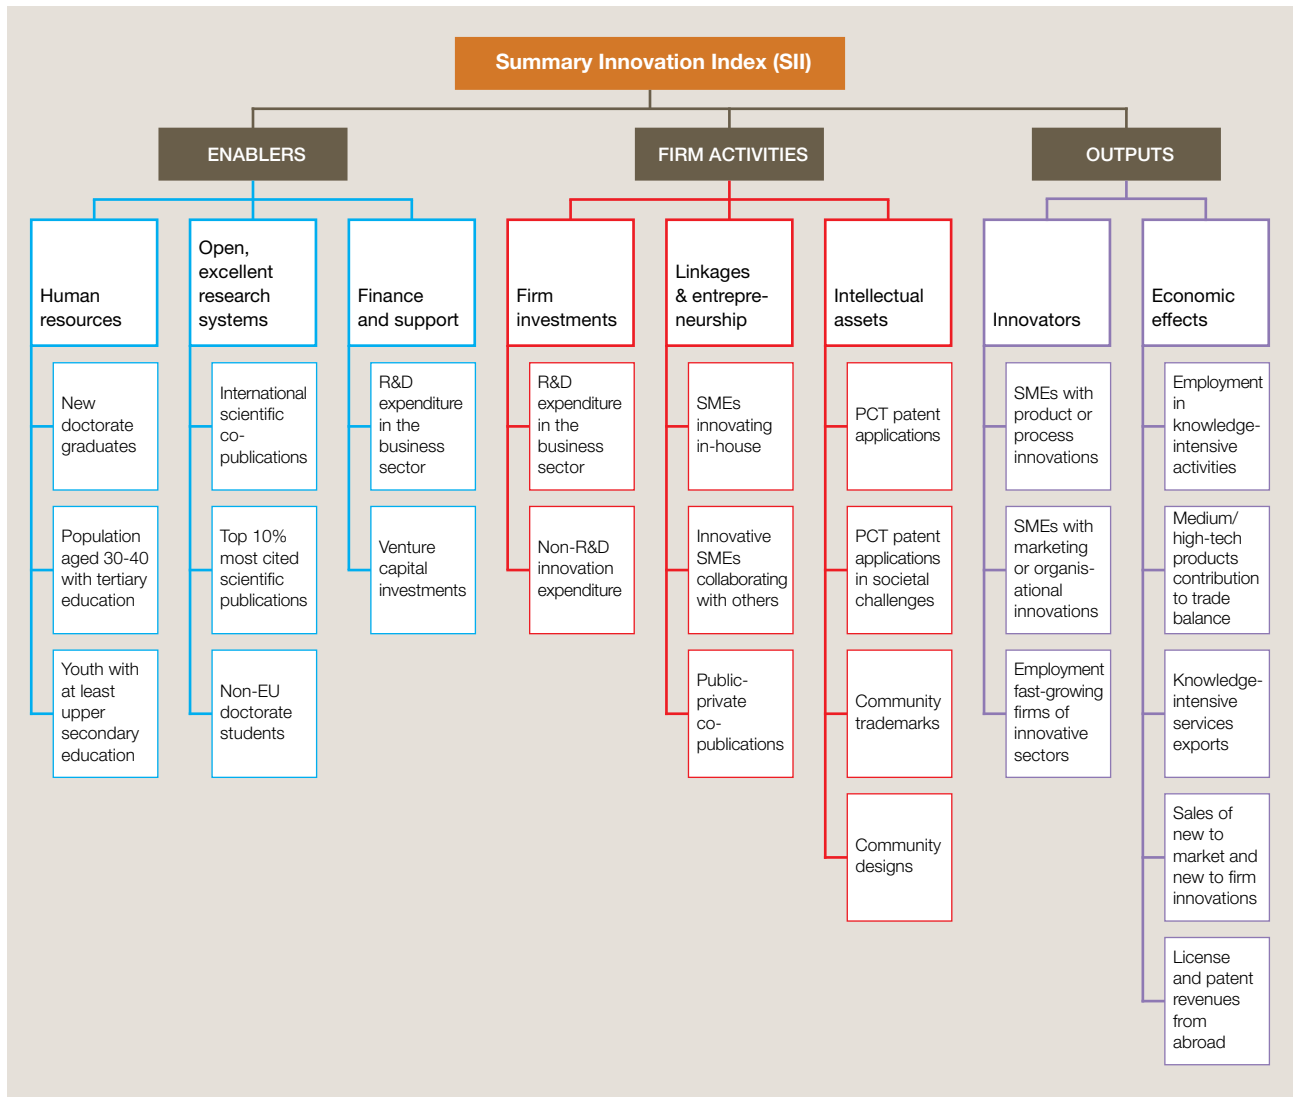 Summary Innovation Index (SII)
ENABLERS
FIRM ACTIVITIES
OUTPUTS
Human
resources
Open,
excellent
research
systems
Finance
and support
Firm
investments
Linkages
& entrepre-
neurship
Intellectual
assets
Innovators
Economic
effects
New
doctorate
graduates
Population
aged 30-40
with tertiary
education
Youth with
at least
upper
secondary
education
International
scientific
co-
publications
Top 10%
most cited
scientific
publications
Non-EU
doctorate
students
R&D
expenditure
in the
business
sector
Venture
capital
investments
R&D
expenditure
in the
business
sector
Non-R&D
innovation
expenditure
SMEs
innovating
in-house
Innovative
SMEs
collaborating
with others
Public-
private
co-
publications
PCT patent
applications
PCT patent
applications
in societal
challenges
Community
trademarks
Community
designs
SMEs with
product or
process
innovations
SMEs with
marketing
or organis-
ational
innovations
Employment
fast-growing
firms of
innovative
sectors
Employment
in
knowledge-
intensive
activities
Medium/
high-tech
products
contribution
to trade
balance
Knowledge-
intensive
services
exports
Sales of
new to
market and
new to firm
innovations
License
and patent
revenues
from
abroad